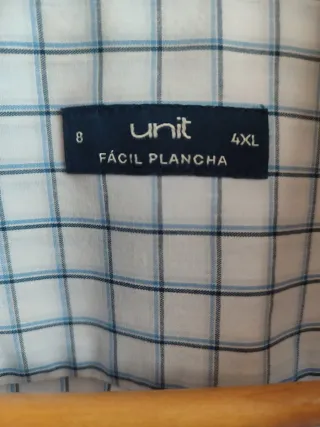 8 unit 4XL
FÁCIL PLANCHA